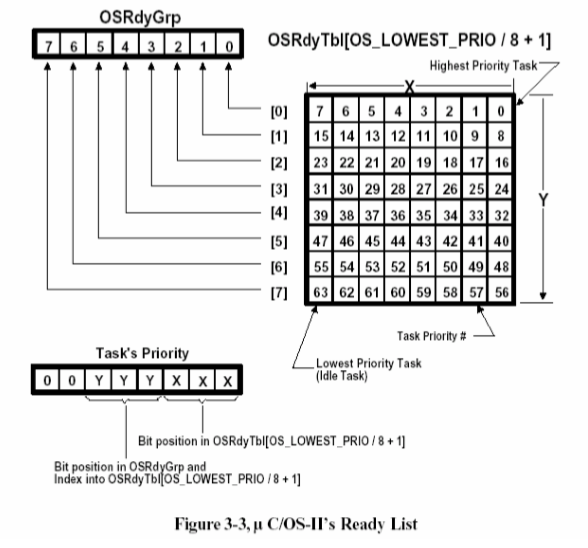 OSRdyGrp
7 6 5 4 3 2 1 0
OSRdyTbl[OS_LOWEST_PRIO / 8 + 1]
Highest Priority Task
X
[0] 7 6 5 4 3 2 1 0
[1] 15 14 13 12 11 10 9 8
[2] 23 22 21 20 19 18 17 16
[3] 31 30 29 28 27 26 25 24
Y
[4] 39 38 37 36 35 34 33 32
[5] 47 46 45 44 43 42 41 40
[6] 55 54 53 52 51 50 49 48
[7] 63 62 61 60 59 58 57 56
Task Priority #
Lowest Priority Task
(Idle Task)
Task's Priority
0 0 Y Y Y X X X
Bit position in OSRdyTbl[OS_LOWEST_PRIO / 8 + 1]
Bit position in OSRdyGrp and
Index into OSRdyTbl[OS_LOWEST_PRIO / 8 + 1]
Figure 3-3, μ C/OS-II's Ready List